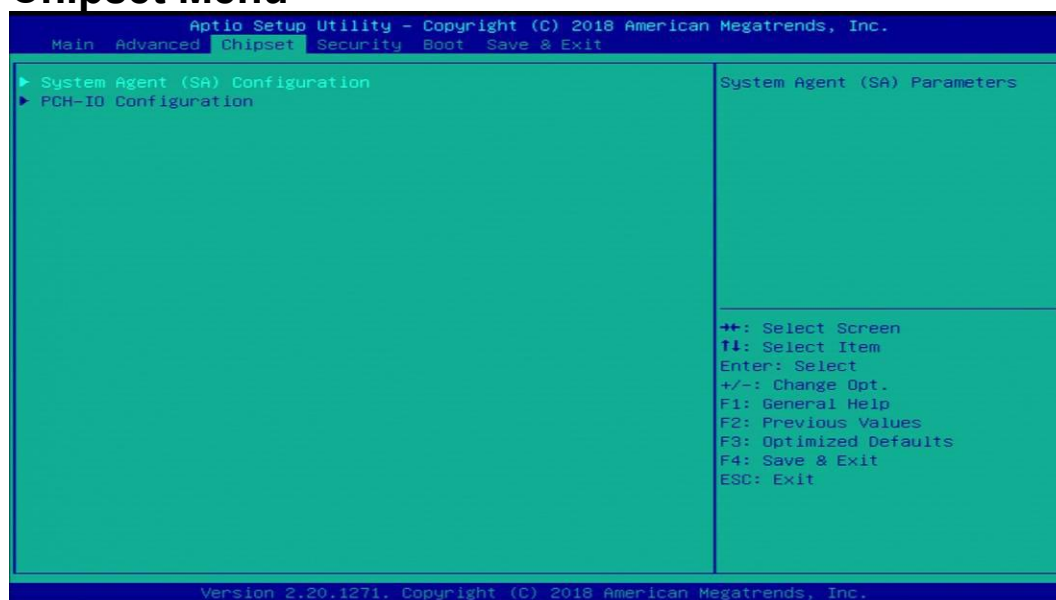 Chipset Menu
Aptio Setup Utility – Copyright (C) 2018 American Megatrends, Inc.
Main Advanced Chipset Security Boot Save & Exit
► System Agent (SA) Configuration
► PCH-IO Configuration
System Agent (SA) Parameters
→←: Select Screen
↑↓: Select Item
Enter: Select
+/-: Change Opt.
F1: General Help
F2: Previous Values
F3: Optimized Defaults
F4: Save & Exit
ESC: Exit
Version 2.20.1271. Copyright (C) 2018 American Megatrends, Inc.